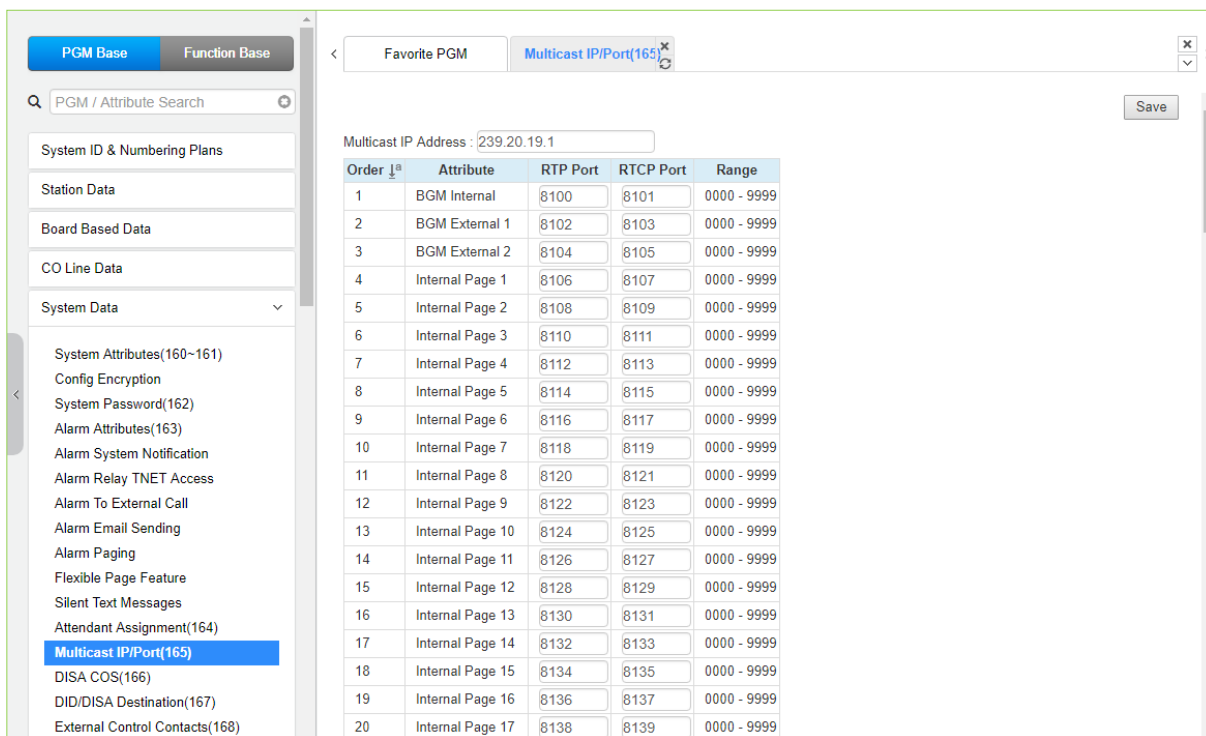 PGM Base Function Base
PGM / Attribute Search
System ID & Numbering Plans
Station Data
Board Based Data
CO Line Data
System Data
System Attributes(160~161)
Config Encryption
System Password(162)
Alarm Attributes(163)
Alarm System Notification
Alarm Relay TNET Access
Alarm To External Call
Alarm Email Sending
Alarm Paging
Flexible Page Feature
Silent Text Messages
Attendant Assignment(164)
Multicast IP/Port(165)
DISA COS(166)
DID/DISA Destination(167)
External Control Contacts(168)
Favorite PGM Multicast IP/Port(165)
Save
Multicast IP Address : 239.20.19.1
Order Attribute RTP Port RTCP Port Range
1 BGM Internal 8100 8101 0000 - 9999
2 BGM External 1 8102 8103 0000 - 9999
3 BGM External 2 8104 8105 0000 - 9999
4 Internal Page 1 8106 8107 0000 - 9999
5 Internal Page 2 8108 8109 0000 - 9999
6 Internal Page 3 8110 8111 0000 - 9999
7 Internal Page 4 8112 8113 0000 - 9999
8 Internal Page 5 8114 8115 0000 - 9999
9 Internal Page 6 8116 8117 0000 - 9999
10 Internal Page 7 8118 8119 0000 - 9999
11 Internal Page 8 8120 8121 0000 - 9999
12 Internal Page 9 8122 8123 0000 - 9999
13 Internal Page 10 8124 8125 0000 - 9999
14 Internal Page 11 8126 8127 0000 - 9999
15 Internal Page 12 8128 8129 0000 - 9999
16 Internal Page 13 8130 8131 0000 - 9999
17 Internal Page 14 8132 8133 0000 - 9999
18 Internal Page 15 8134 8135 0000 - 9999
19 Internal Page 16 8136 8137 0000 - 9999
20 Internal Page 17 8138 8139 0000 - 9999